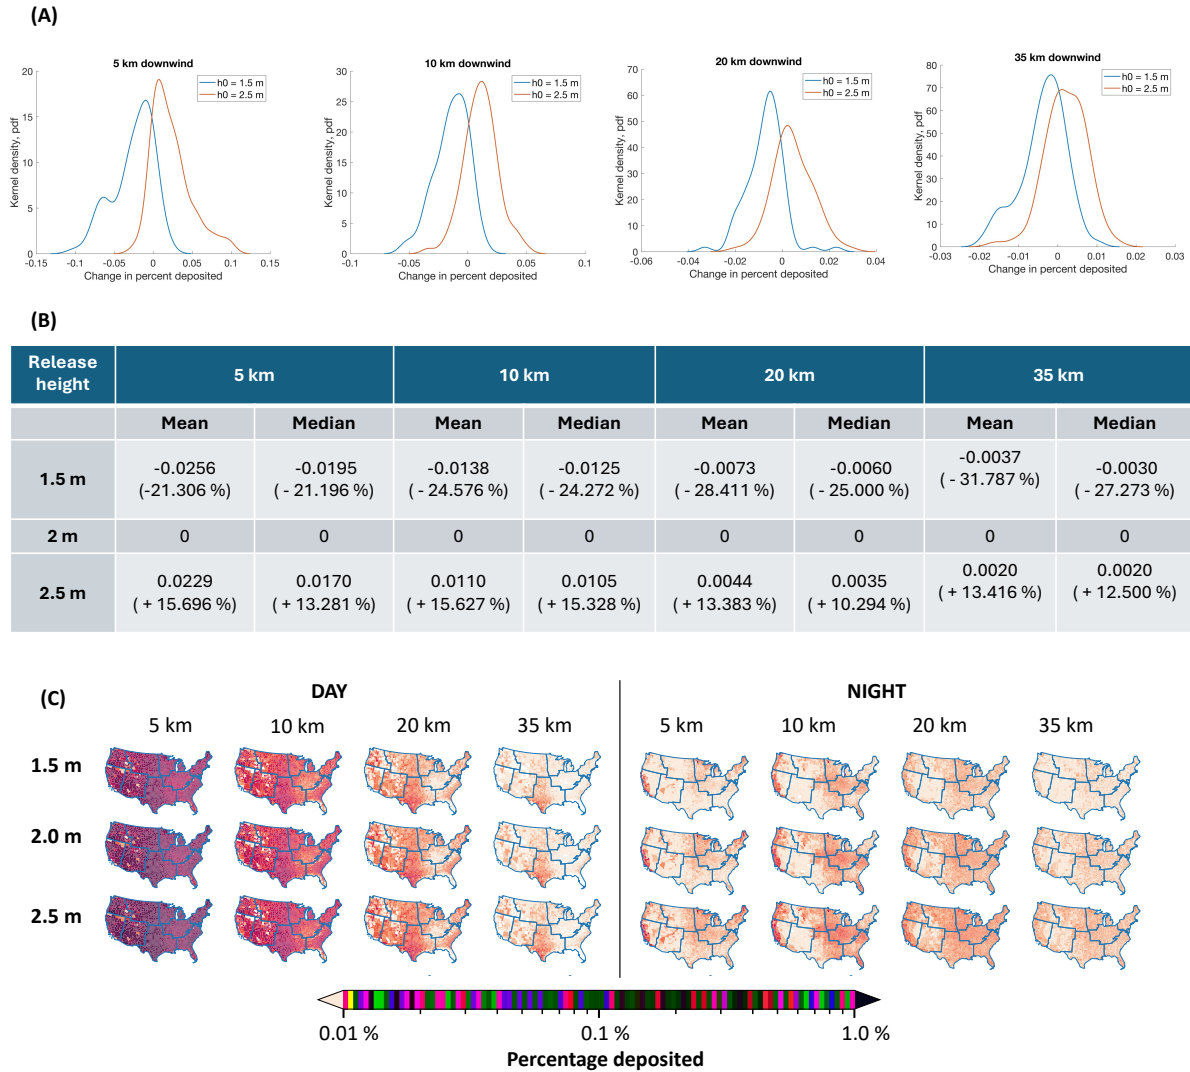 (A)
5 km downwind
h0 = 1.5 m
h0 = 2.5 m
Kernel density, pdf
20
15
10
5
0
-0.15 -0.1 -0.05 0 0.05 0.1 0.15
Change in percent deposited
10 km downwind
h0 = 1.5 m
h0 = 2.5 m
Kernel density, pdf
30
25
20
15
10
5
0
-0.1 -0.05 0 0.05 0.1
Change in percent deposited
20 km downwind
h0 = 1.5 m
h0 = 2.5 m
Kernel density, pdf
70
60
50
40
30
20
10
0
-0.06 -0.04 -0.02 0 0.02 0.04
Change in percent deposited
35 km downwind
h0 = 1.5 m
h0 = 2.5 m
Kernel density, pdf
80
70
60
50
40
30
20
10
0
-0.03 -0.02 -0.01 0 0.01 0.02 0.03
Change in percent deposited
(B)
Release height 5 km 10 km 20 km 35 km
Mean Median Mean Median Mean Median Mean Median
1.5 m -0.0256 -0.0195 -0.0138 -0.0125 -0.0073 -0.0060 -0.0037 -0.0030
(-21.306 %) ( - 21.196 %) ( - 24.576 %) ( - 24.272 %) ( - 28.411 %) ( - 25.000 %) ( - 31.787 %) ( - 27.273 %)
2 m 0 0 0 0 0 0 0 0
2.5 m 0.0229 0.0170 0.0110 0.0105 0.0044 0.0035 0.0020 0.0020
( + 15.696 %) ( + 13.281 %) ( + 15.627 %) ( + 15.328 %) ( + 13.383 %) ( + 10.294 %) ( + 13.416 %) ( + 12.500 %)
(C)
DAY NIGHT
5 km 10 km 20 km 35 km 5 km 10 km 20 km 35 km
1.5 m
2.0 m
2.5 m
0.01 % 0.1 % 1.0 %
Percentage deposited